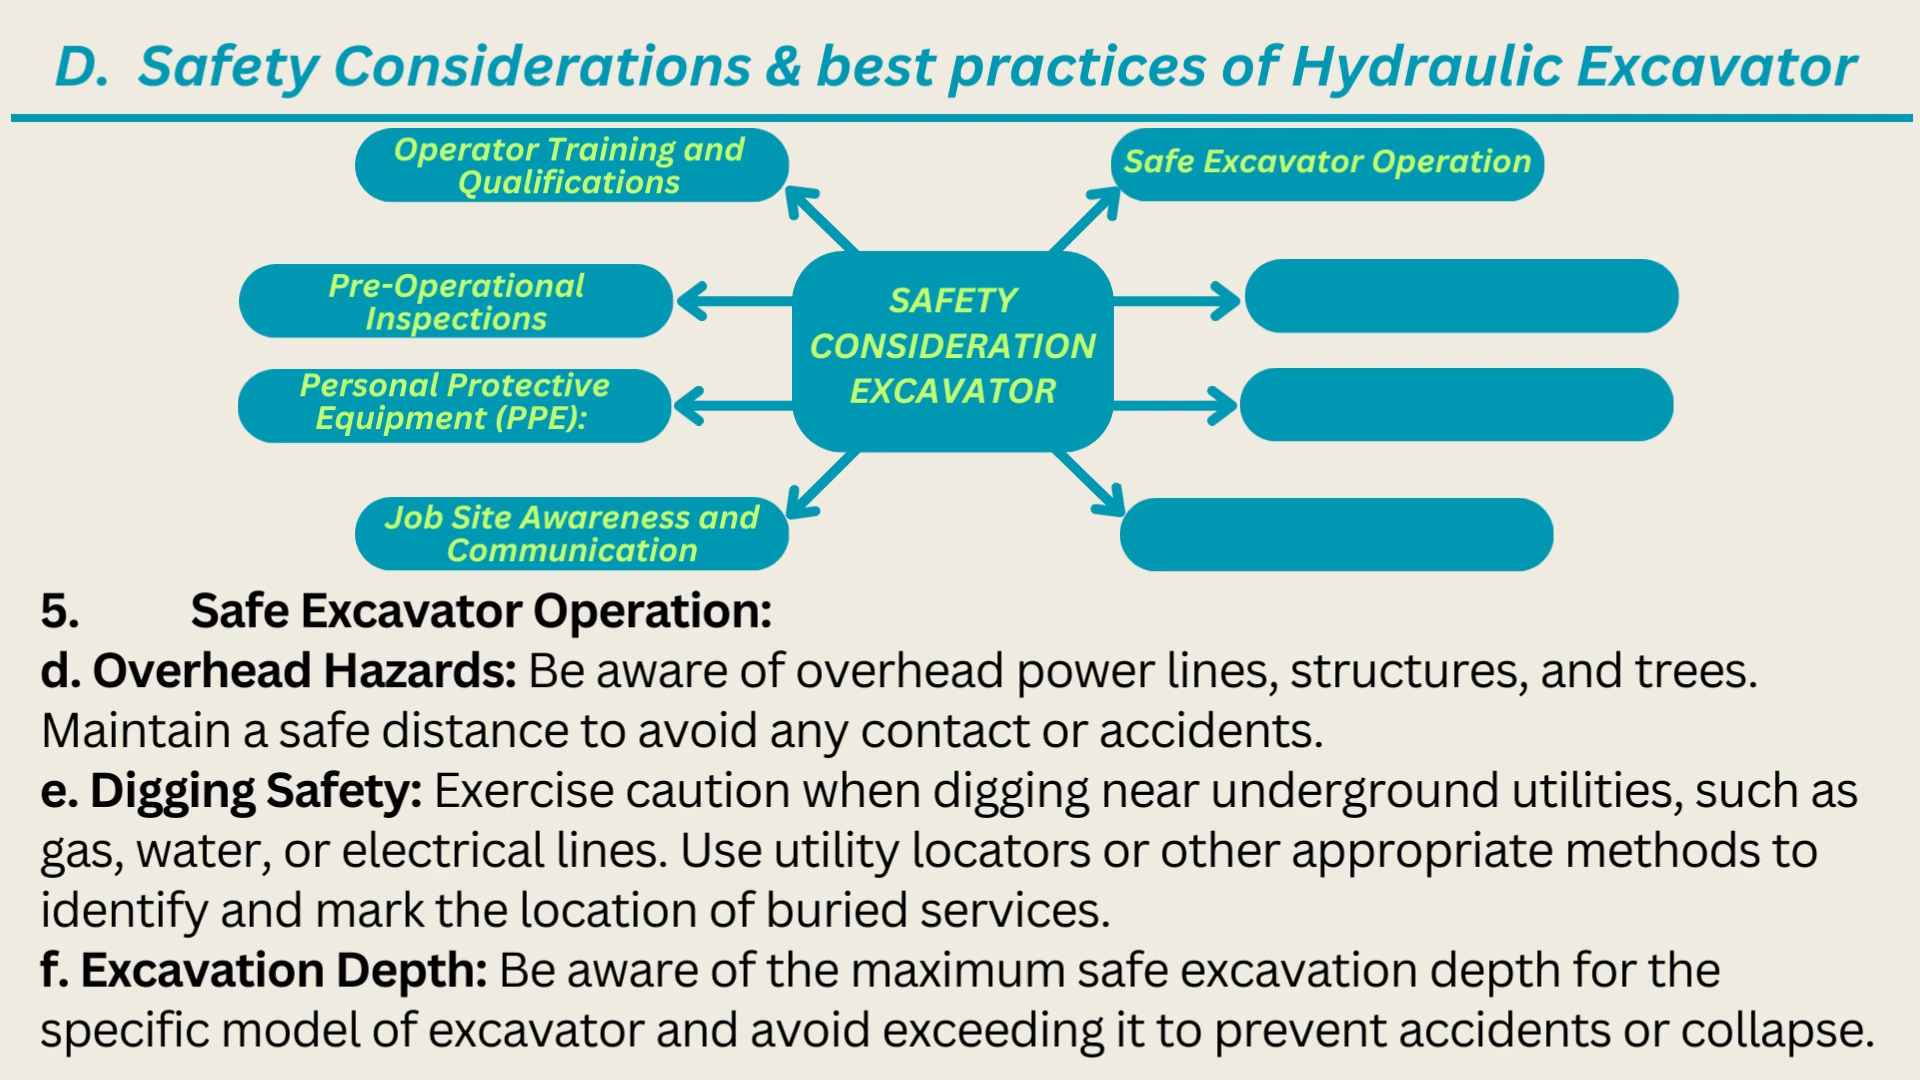 D. Safety Considerations & best practices of Hydraulic Excavator
Operator Training and
Qualifications
Safe Excavator Operation
Pre-Operational
Inspections
SAFETY
CONSIDERATION
EXCAVATOR
Personal Protective
Equipment (PPE):
Job Site Awareness and
Communication
5. Safe Excavator Operation:
d. Overhead Hazards: Be aware of overhead power lines, structures, and trees.
Maintain a safe distance to avoid any contact or accidents.
e. Digging Safety: Exercise caution when digging near underground utilities, such as
gas, water, or electrical lines. Use utility locators or other appropriate methods to
identify and mark the location of buried services.
f. Excavation Depth: Be aware of the maximum safe excavation depth for the
specific model of excavator and avoid exceeding it to prevent accidents or collapse.